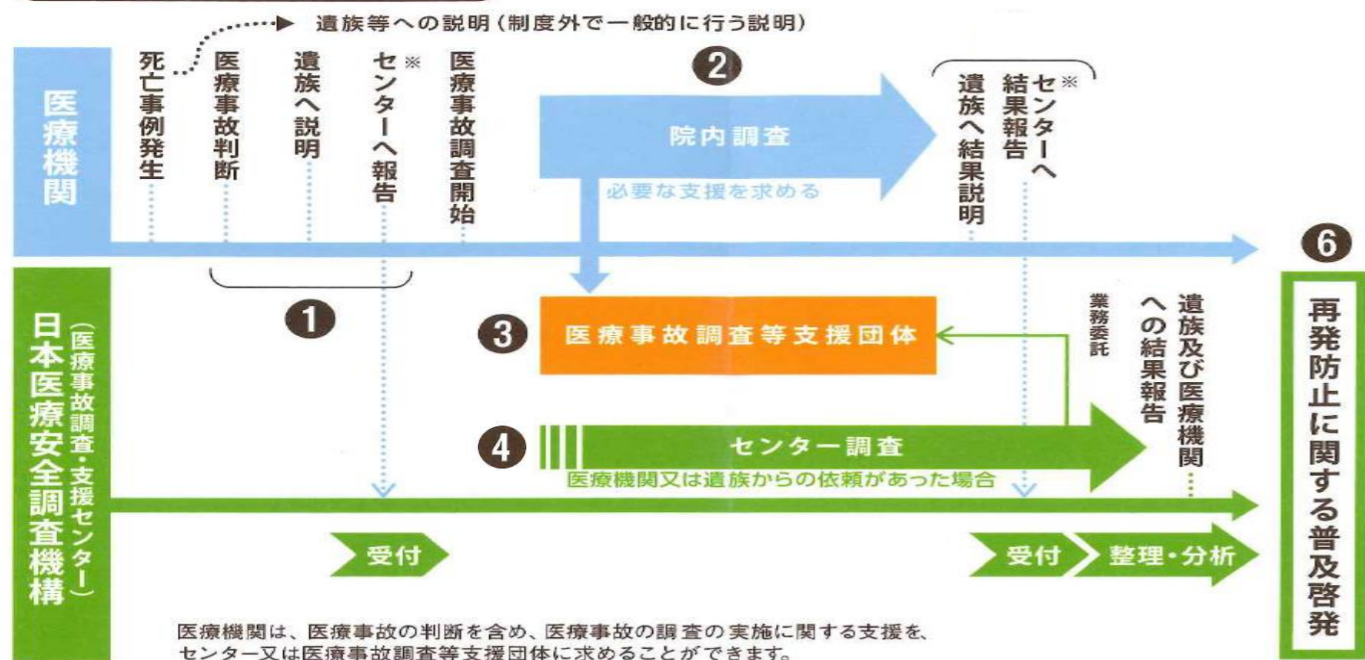 遺族等への説明(制度外で一般的に行う説明)
医療機関
死亡事例発生
医療事故判断
遺族へ説明
※
センターへ報告
医療事故調査開始
❷
院内調査
必要な支援を求める
遺族へ結果説明
※
センターへ
結果報告
❶
❸
医療事故調査等支援団体
業務委託
遺族及び医療機関
への結果報告
❻
再発防止に関する普及啓発
(医療事故調査・支援センター)
日本医療安全調査機構
❹
センター調査
医療機関又は遺族からの依頼があった場合
受付
受付
整理・分析
医療機関は、医療事故の判断を含め、医療事故の調査の実施に関する支援を、
センター又は医療事故調査等支援団体に求めることができます。